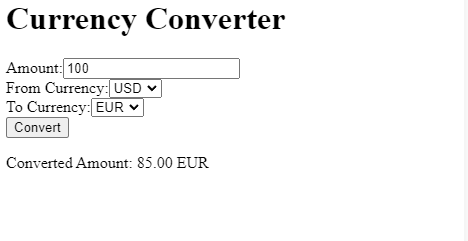 Currency Converter
Amount: 100
From Currency: USD
To Currency: EUR
Convert
Converted Amount: 85.00 EUR